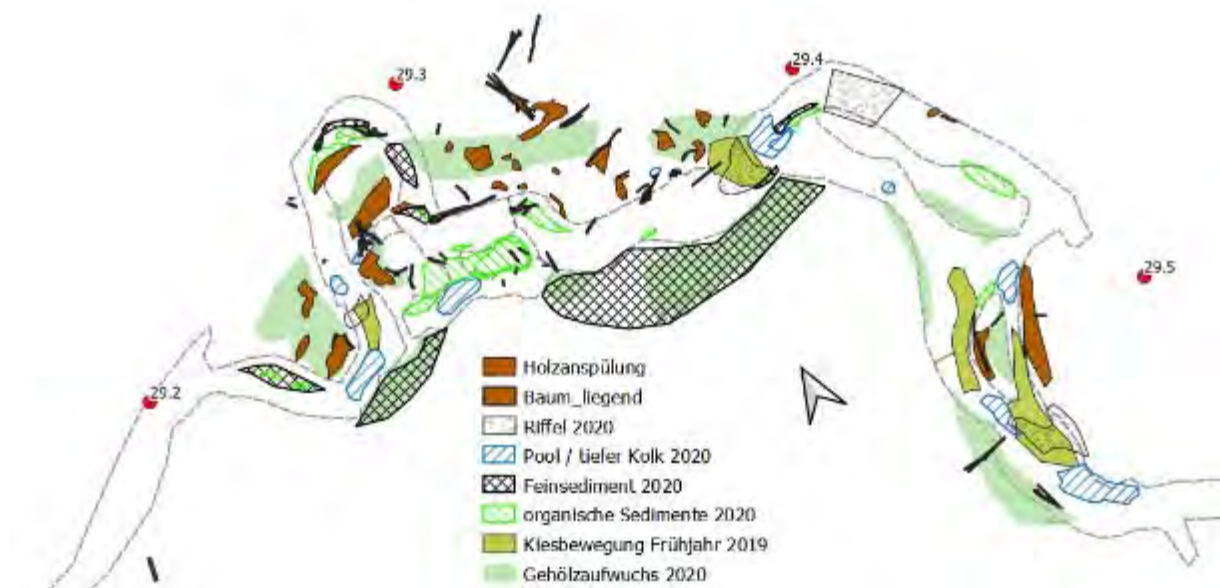 29.3
29.4
29.5
29.2
Holzanspülung
Baum_liegend
Riffel 2020
Pool / tiefer Kolk 2020
Feinsediment 2020
organische Sedimente 2020
Kiesbewegung Frühjahr 2019
Gehölzaufwuchs 2020